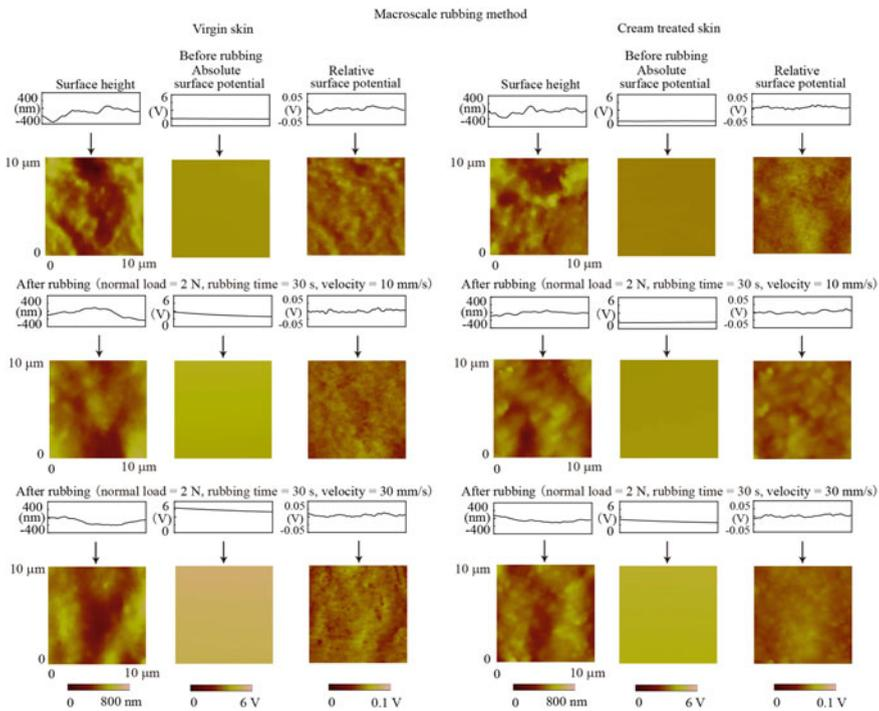 Macroscale rubbing method
Virgin skin
Cream treated skin
Before rubbing
Surface height
Absolute
surface potential
Relative
surface potential
Before rubbing
Surface height
Absolute
surface potential
Relative
surface potential
400
(nm)
-400
6
(V)
0
0.05
(V)
-0.05
400
(nm)
-400
6
(V)
0
0.05
(V)
-0.05
10 μm
0
0
10 μm
10 μm
0
0
10 μm
After rubbing (normal load = 2 N, rubbing time = 30 s, velocity = 10 mm/s)
After rubbing (normal load = 2 N, rubbing time = 30 s, velocity = 10 mm/s)
400
(nm)
-400
6
(V)
0
0.05
(V)
-0.05
400
(nm)
-400
6
(V)
0
0.05
(V)
-0.05
10 μm
0
0
10 μm
10 μm
0
0
10 μm
After rubbing (normal load = 2 N, rubbing time = 30 s, velocity = 30 mm/s)
After rubbing (normal load = 2 N, rubbing time = 30 s, velocity = 30 mm/s)
400
(nm)
-400
6
(V)
0
0.05
(V)
-0.05
400
(nm)
-400
6
(V)
0
0.05
(V)
-0.05
10 μm
0
0
10 μm
10 μm
0
0
10 μm
0 800 nm
0 6 V
0 0.1 V
0 800 nm
0 6 V
0 0.1 V